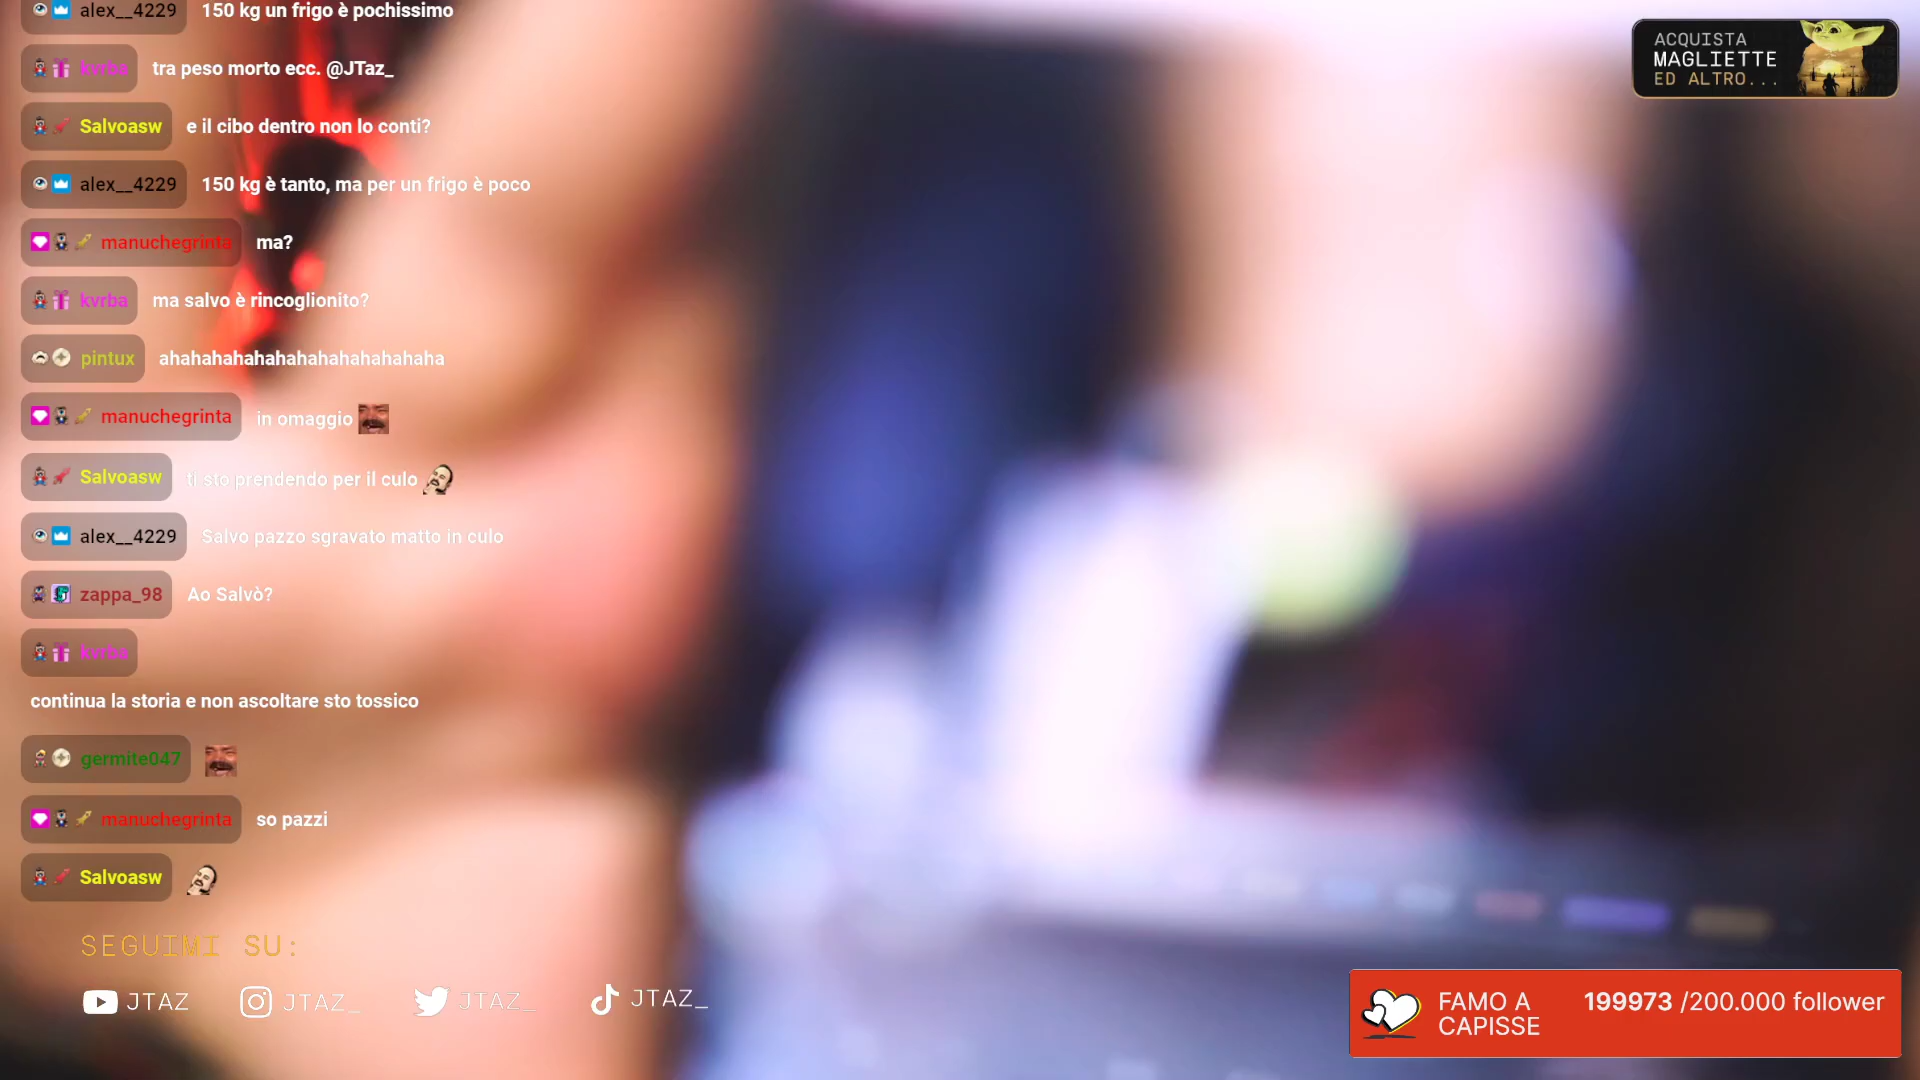 alex__4229 150 kg un frigo è pochissimo
kvrba tra peso morto ecc. @JTaz_
Salvoasw e il cibo dentro non lo conti?
alex__4229 150 kg è tanto, ma per un frigo è poco
manuchegrinta ma?
kvrba ma salvo è rincoglionito?
pintux ahahahahahahahahahahahaha
manuchegrinta in omaggio
Salvoasw ti sto prendendo per il culo
alex__4229 Salvo pazzo sgravato matto in culo
zappa_98 Ao Salvò?
kvrba
continua la storia e non ascoltare sto tossico
germite047
manuchegrinta so pazzi
Salvoasw
SEGUIMI SU:
JTAZ JTAZ_ JTAZ_ JTAZ_
ACQUISTA
MAGLIETTE
ED ALTRO...
FAMO A
CAPISSE
199973 /200.000 follower